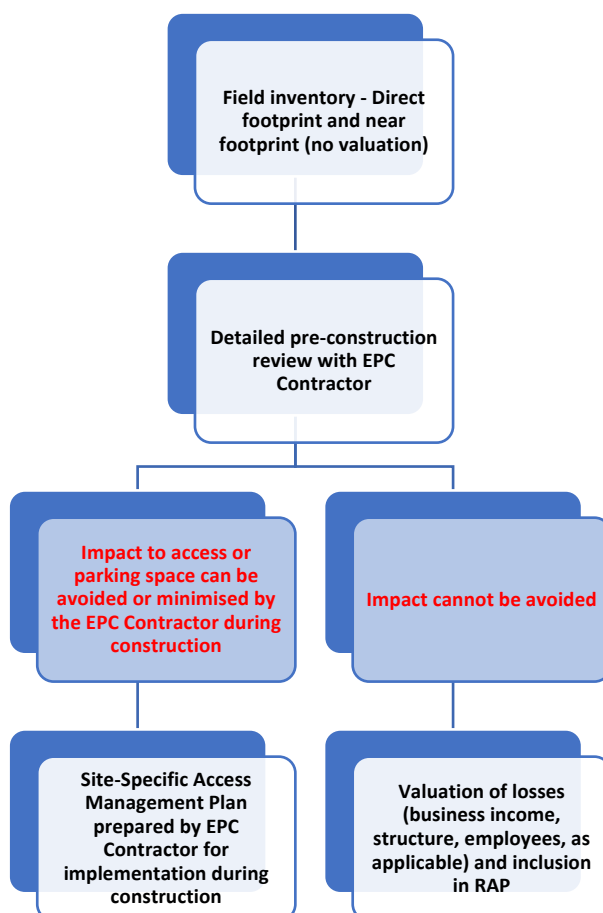 Field inventory - Direct
footprint and near
footprint (no valuation)
Detailed pre-construction
review with EPC
Contractor
Impact to access or
parking space can be
avoided or minimised by
the EPC Contractor during
construction
Impact cannot be avoided
Site-Specific Access
Management Plan
prepared by EPC
Contractor for
implementation during
construction
Valuation of losses
(business income,
structure, employees, as
applicable) and inclusion
in RAP